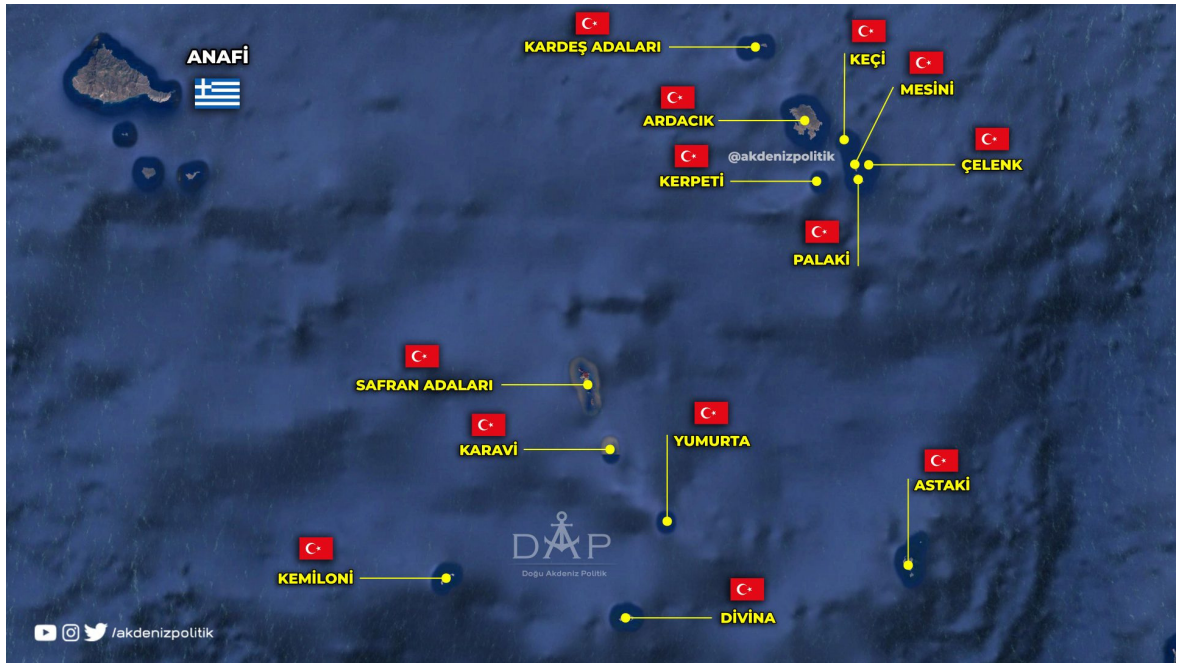 ANAFİ
KARDEŞ ADALARI
KEÇİ
MESİNİ
ARDACIK
@akdenizpolitik
ÇELENK
KERPETİ
PALAKİ
SAFRAN ADALARI
KARAVİ
YUMURTA
ASTAKİ
DAP
Doğu Akdeniz Politik
KEMİLONİ
DİVİNA
/akdenizpolitik